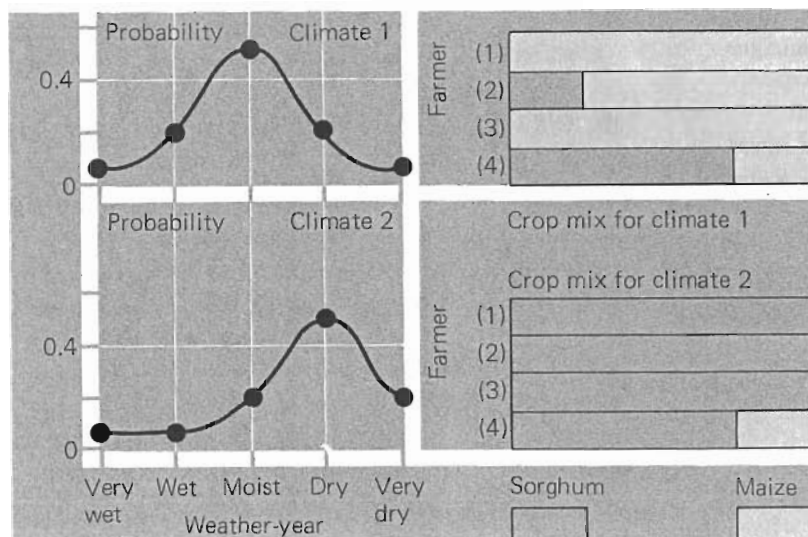 Probability Climate 1
0.4
0
Farmer
(1)
(2)
(3)
(4)
Probability Climate 2
0.4
0
Very wet
Wet
Moist
Dry
Very dry
Weather-year
Crop mix for climate 1
Crop mix for climate 2
Farmer
(1)
(2)
(3)
(4)
Sorghum
Maize